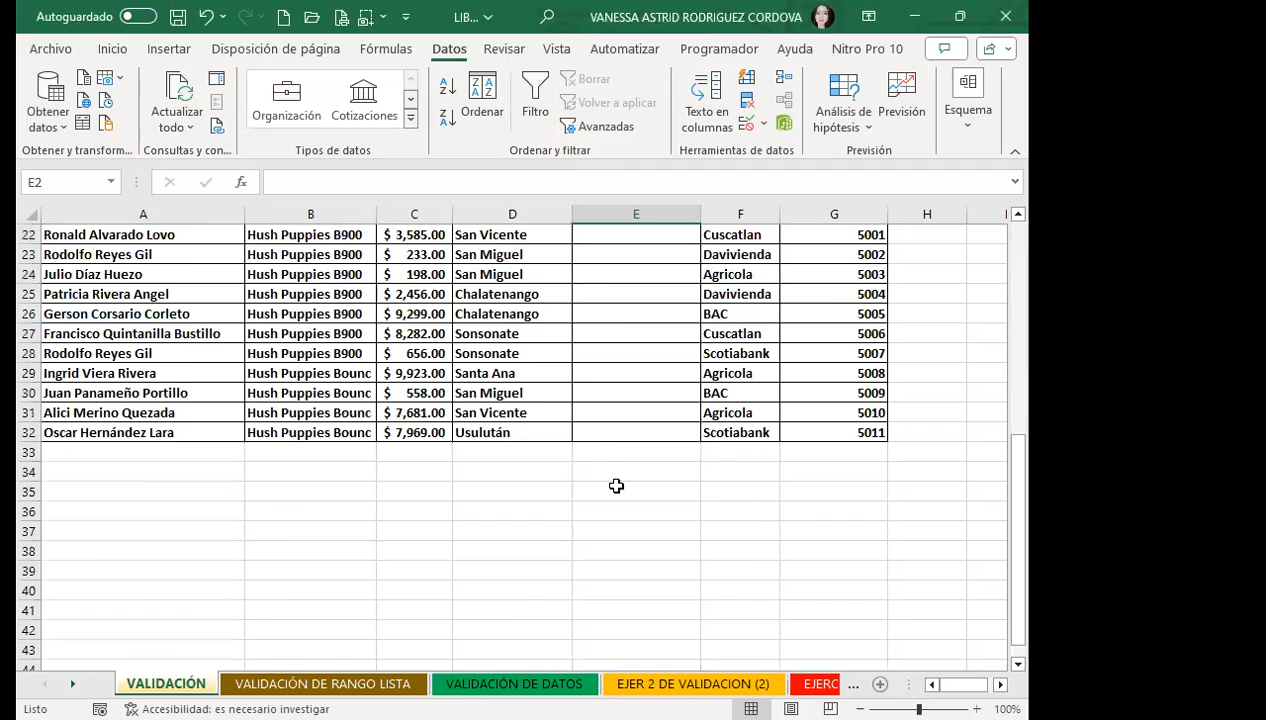 Autoguardado LIB... VANESSA ASTRID RODRIGUEZ CORDOVA
Archivo Inicio Insertar Disposición de página Fórmulas Datos Revisar Vista Automatizar Programador Ayuda Nitro Pro 10
Obtener datos
Actualizar todo
Organización Cotizaciones
Ordenar
Filtro
Borrar
Volver a aplicar
Avanzadas
Texto en columnas
Análisis de hipótesis
Previsión
Esquema
Obtener y transform... Consultas y con... Tipos de datos Ordenar y filtrar Herramientas de datos Previsión
E2 fx
A B C D E F G H I
22 Ronald Alvarado Lovo Hush Puppies B900 $ 3,585.00 San Vicente Cuscatlan 5001
23 Rodolfo Reyes Gil Hush Puppies B900 $ 233.00 San Miguel Davivienda 5002
24 Julio Díaz Huezo Hush Puppies B900 $ 198.00 San Miguel Agricola 5003
25 Patricia Rivera Angel Hush Puppies B900 $ 2,456.00 Chalatenango Davivienda 5004
26 Gerson Corsario Corleto Hush Puppies B900 $ 9,299.00 Chalatenango BAC 5005
27 Francisco Quintanilla Bustillo Hush Puppies B900 $ 8,282.00 Sonsonate Cuscatlan 5006
28 Rodolfo Reyes Gil Hush Puppies B900 $ 656.00 Sonsonate Scotiabank 5007
29 Ingrid Viera Rivera Hush Puppies Bounc $ 9,923.00 Santa Ana Agricola 5008
30 Juan Panameño Portillo Hush Puppies Bounc $ 558.00 San Miguel BAC 5009
31 Alici Merino Quezada Hush Puppies Bounc $ 7,681.00 San Vicente Agricola 5010
32 Oscar Hernández Lara Hush Puppies Bounc $ 7,969.00 Usulután Scotiabank 5011
33
34
35
36
37
38
39
40
41
42
43
44
VALIDACIÓN VALIDACIÓN DE RANGO LISTA VALIDACIÓN DE DATOS EJER 2 DE VALIDACION (2) EJERC ...
Listo Accesibilidad: es necesario investigar 100%